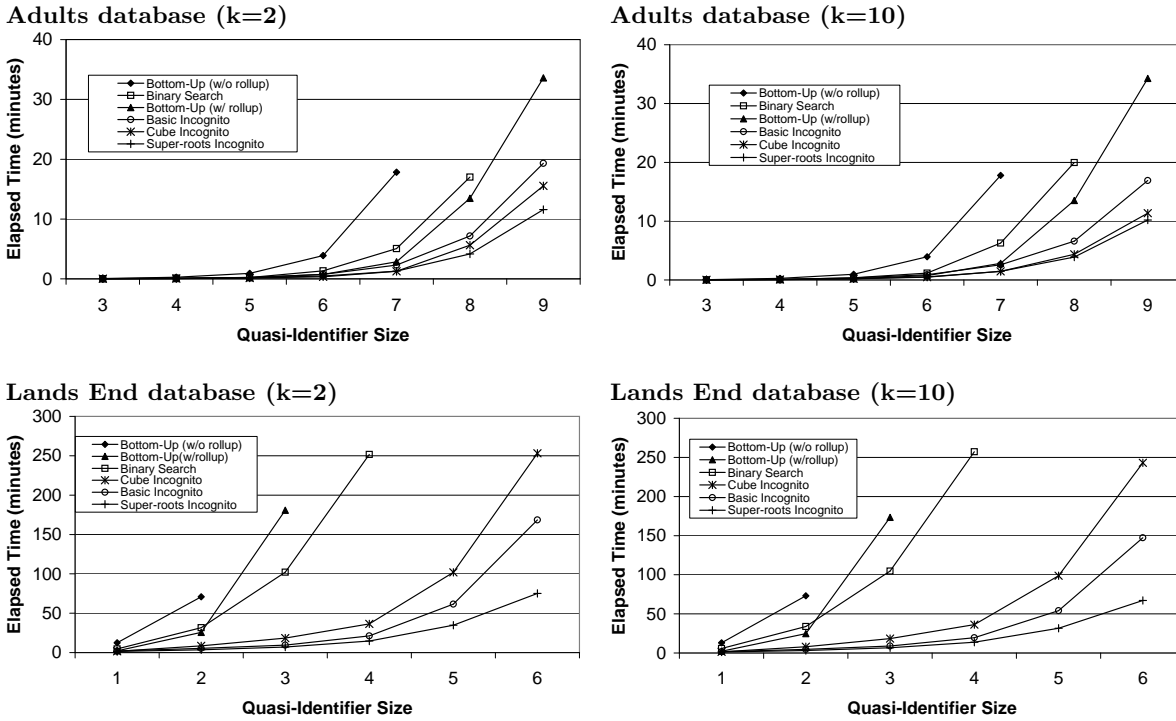 Adults database (k=2)
Elapsed Time (minutes)
40
30
20
10
0
Bottom-Up (w/o rollup)
Binary Search
Bottom-Up (w/ rollup)
Basic Incognito
Cube Incognito
Super-roots Incognito
3 4 5 6 7 8 9
Quasi-Identifier Size
Adults database (k=10)
Elapsed Time (minutes)
40
30
20
10
0
Bottom-Up (w/o rollup)
Binary Search
Bottom-Up (w/rollup)
Basic Incognito
Cube Incognito
Super-roots Incognito
3 4 5 6 7 8 9
Quasi-Identifier Size
Lands End database (k=2)
Elapsed Time (minutes)
300
250
200
150
100
50
0
Bottom-Up (w/o rollup)
Bottom-Up(w/rollup)
Binary Search
Cube Incognito
Basic Incognito
Super-roots Incognito
1 2 3 4 5 6
Quasi-Identifier Size
Lands End database (k=10)
Elapsed Time (minutes)
300
250
200
150
100
50
0
Bottom-Up (w/o rollup)
Bottom-Up (w/rollup)
Binary Search
Cube Incognito
Basic Incognito
Super-roots Incognito
1 2 3 4 5 6
Quasi-Identifier Size